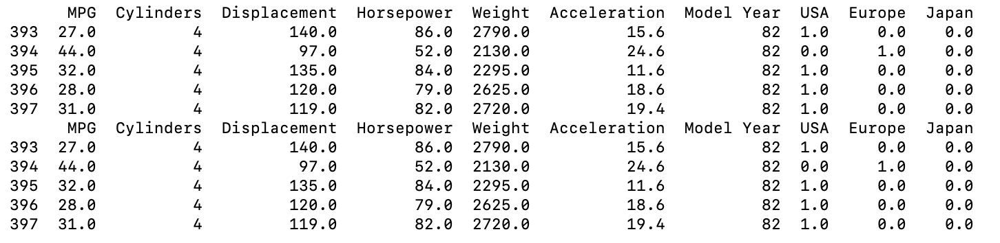 MPG  Cylinders  Displacement  Horsepower  Weight  Acceleration  Model Year  USA  Europe  Japan
393  27.0          4         140.0        86.0  2790.0          15.6          82  1.0     0.0    0.0
394  44.0          4          97.0        52.0  2130.0          24.6          82  0.0     1.0    0.0
395  32.0          4         135.0        84.0  2295.0          11.6          82  1.0     0.0    0.0
396  28.0          4         120.0        79.0  2625.0          18.6          82  1.0     0.0    0.0
397  31.0          4         119.0        82.0  2720.0          19.4          82  1.0     0.0    0.0
     MPG  Cylinders  Displacement  Horsepower  Weight  Acceleration  Model Year  USA  Europe  Japan
393  27.0          4         140.0        86.0  2790.0          15.6          82  1.0     0.0    0.0
394  44.0          4          97.0        52.0  2130.0          24.6          82  0.0     1.0    0.0
395  32.0          4         135.0        84.0  2295.0          11.6          82  1.0     0.0    0.0
396  28.0          4         120.0        79.0  2625.0          18.6          82  1.0     0.0    0.0
397  31.0          4         119.0        82.0  2720.0          19.4          82  1.0     0.0    0.0